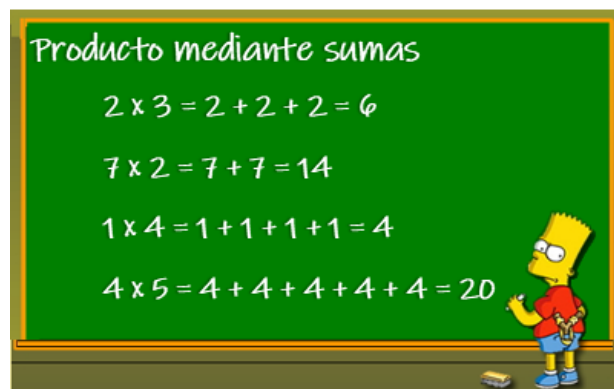 Producto mediante sumas
2 x 3 = 2 + 2 + 2 = 6
7 x 2 = 7 + 7 = 14
1 x 4 = 1 + 1 + 1 + 1 = 4
4 x 5 = 4 + 4 + 4 + 4 + 4 = 20